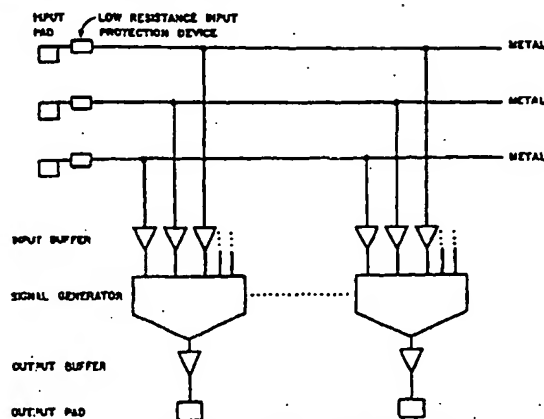 INPUT
PAD
LOW RESISTANCE INPUT
PROTECTION DEVICE
METAL
METAL
METAL
INPUT BUFFER
SIGNAL GENERATOR
OUTPUT BUFFER
OUTPUT PAD